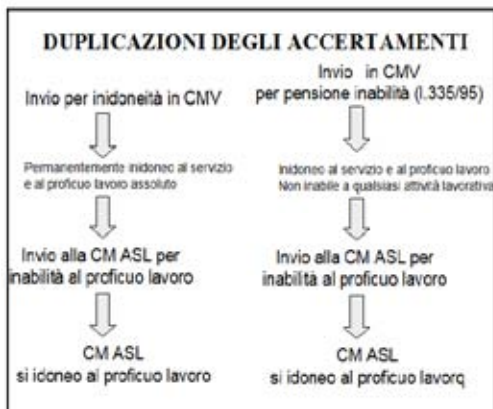 DUPLICAZIONI DEGLI ACCERTAMENTI
Invio per inidoneità in CMV
Permanentemente inidoneo al servizio
e al proficuo lavoro assoluto
Invio alla CM ASL per
inabilità al proficuo lavoro
CM ASL
si idoneo al proficuo lavoro
Invio in CMV
per pensione inabilità (l.335/95)
Inidoneo al servizio e al proficuo lavoro
Non inabile a qualsiasi attività lavorativa
Invio alla CM ASL per
inabilità al proficuo lavoro
CM ASL
si idoneo al proficuo lavorq